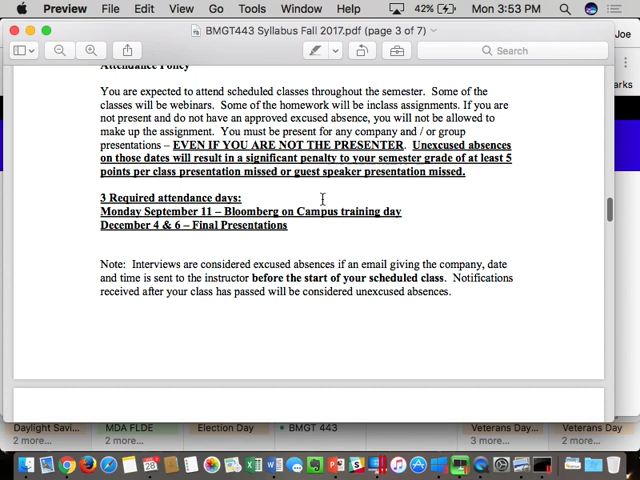 Preview File Edit View Go Tools Window Help 42% Mon 3:53 PM
BMGT443 Syllabus Fall 2017.pdf (page 3 of 7)
Joe
Search
arks
Attendance Policy
You are expected to attend scheduled classes throughout the semester. Some of the
classes will be webinars. Some of the homework will be inclass assignments. If you are
not present and do not have an approved excused absence, you will not be allowed to
make up the assignment. You must be present for any company and / or group
presentations – EVEN IF YOU ARE NOT THE PRESENTER. Unexcused absences
on those dates will result in a significant penalty to your semester grade of at least 5
points per class presentation missed or guest speaker presentation missed.
3 Required attendance days:
Monday September 11 – Bloomberg on Campus training day
December 4 & 6 – Final Presentations
Note: Interviews are considered excused absences if an email giving the company, date
and time is sent to the instructor before the start of your scheduled class. Notifications
received after your class has passed will be considered unexcused absences.
Daylight Savi... MDA FLDE Election Day BMGT 443 Veterans Day... Veterans Day...
2 more... 2 more... 3 more... 2 more...
28